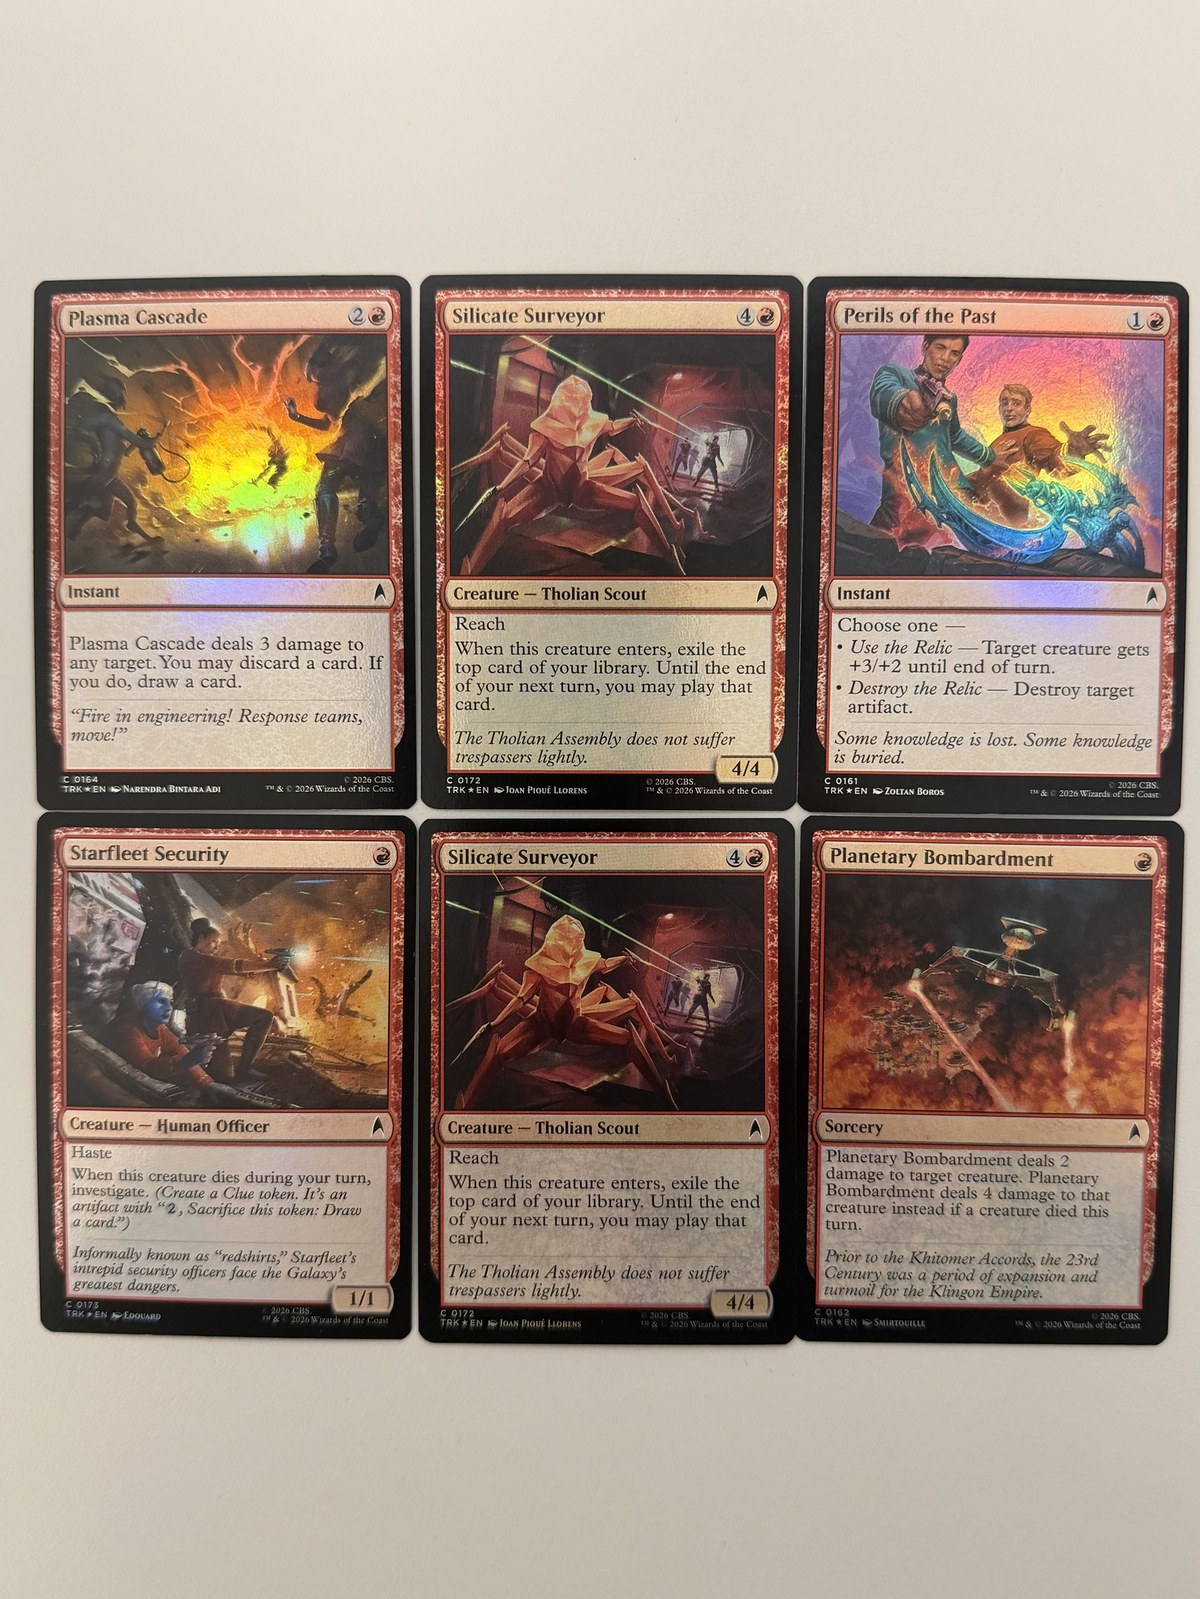 Plasma Cascade 2
Instant
Plasma Cascade deals 3 damage to
any target. You may discard a card. If
you do, draw a card.
“Fire in engineering! Response teams,
move!”
C 0164 © 2026 CBS.
TRK★EN Narendra Bintara Adi ™ & © 2026 Wizards of the Coast
Silicate Surveyor 4
Creature — Tholian Scout
Reach
When this creature enters, exile the
top card of your library. Until the end
of your next turn, you may play that
card.
The Tholian Assembly does not suffer
trespassers lightly.
4/4
C 0172 © 2026 CBS.
TRK★EN Joan Piqué Llorens ™ & © 2026 Wizards of the Coast
Perils of the Past 1
Instant
Choose one —
• Use the Relic — Target creature gets
+3/+2 until end of turn.
• Destroy the Relic — Destroy target
artifact.
Some knowledge is lost. Some knowledge
is buried.
C 0161 © 2026 CBS.
TRK★EN Zoltan Boros ™ & © 2026 Wizards of the Coast
Starfleet Security
Creature — Human Officer
Haste
When this creature dies during your turn,
investigate. (Create a Clue token. It’s an
artifact with “2, Sacrifice this token: Draw
a card.”)
Informally known as “redshirts,” Starfleet’s
intrepid security officers face the Galaxy’s
greatest dangers.
1/1
C 0173 © 2026 CBS.
TRK★EN Edouard ™ & © 2026 Wizards of the Coast
Silicate Surveyor 4
Creature — Tholian Scout
Reach
When this creature enters, exile the
top card of your library. Until the end
of your next turn, you may play that
card.
The Tholian Assembly does not suffer
trespassers lightly.
4/4
C 0172 © 2026 CBS.
TRK★EN Joan Piqué Llorens ™ & © 2026 Wizards of the Coast
Planetary Bombardment
Sorcery
Planetary Bombardment deals 2
damage to target creature. Planetary
Bombardment deals 4 damage to that
creature instead if a creature died this
turn.
Prior to the Khitomer Accords, the 23rd
Century was a period of expansion and
turmoil for the Klingon Empire.
C 0162 © 2026 CBS.
TRK★EN Smirtouille ™ & © 2026 Wizards of the Coast